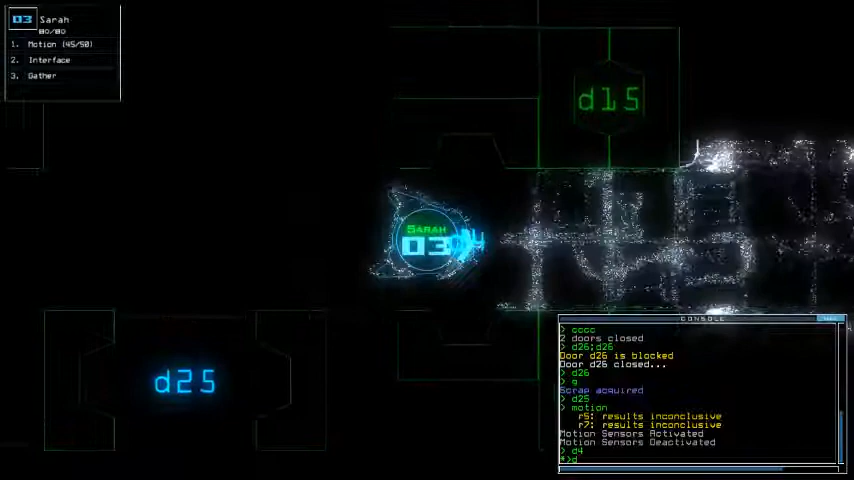 03 Sarah
80/80
1. Motion (45/50)
2. Interface
3. Gather
d15
SARAH
03
d25
CONSOLE
> cccc
2 doors closed
> d26;d26
Door d26 is blocked
Door d26 closed...
> d26
> g
Scrap acquired
> d25
> motion
r5: results inconclusive
r7: results inconclusive
Motion Sensors Activated
Motion Sensors Deactivated
> d4
*>d